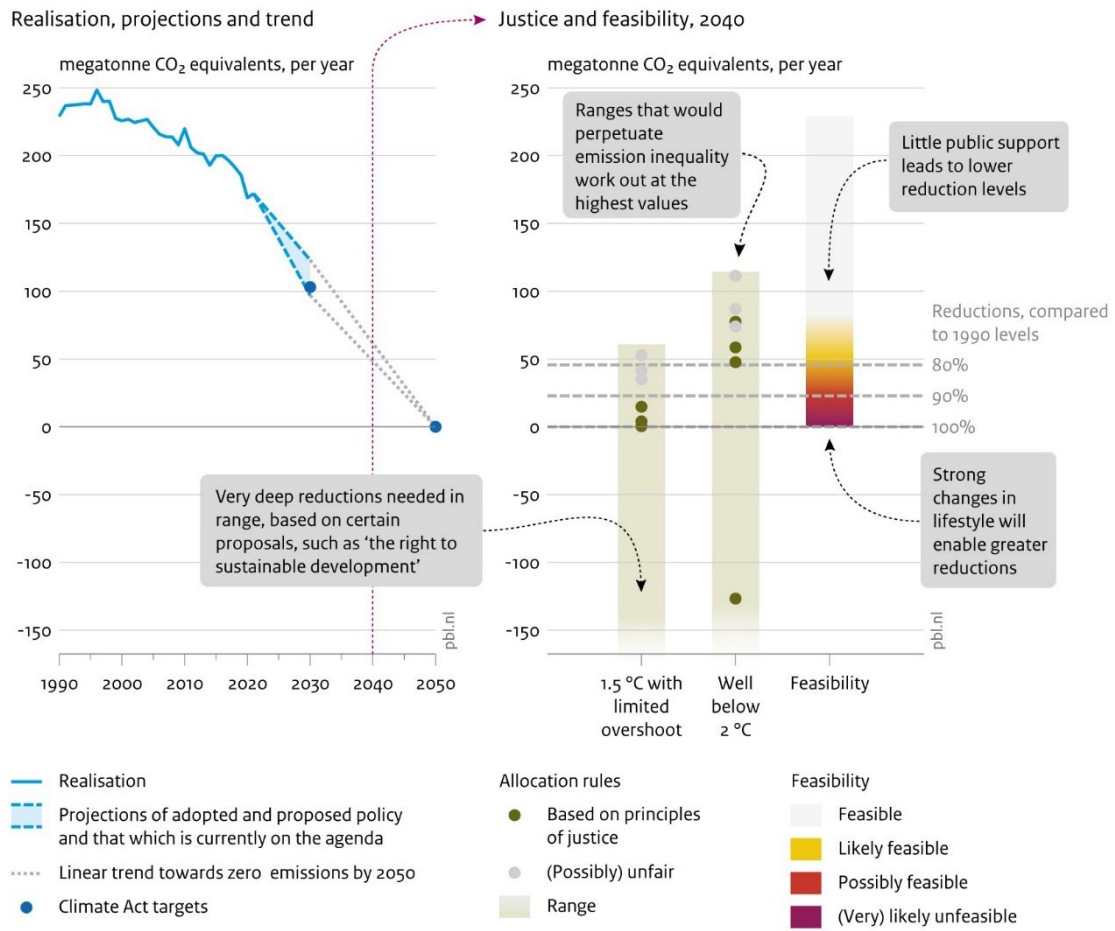 Realisation, projections and trend
megatonne CO₂ equivalents, per year
250
200
150
100
50
0
-50
-100
-150
1990
2000
2010
2020
2030
2040
2050
Very deep reductions needed in
range, based on certain
proposals, such as ‘the right to
sustainable development’
pbl.nl
Justice and feasibility, 2040
megatonne CO₂ equivalents, per year
250
200
150
100
50
0
-50
-100
-150
Ranges that would
perpetuate
emission inequality
work out at the
highest values
Little public support
leads to lower
reduction levels
Reductions, compared
to 1990 levels
80%
90%
100%
Strong
changes in
lifestyle will
enable greater
reductions
pbl.nl
1.5 °C with
limited
overshoot
Well
below
2 °C
Feasibility
Realisation
Projections of adopted and proposed policy
and that which is currently on the agenda
Linear trend towards zero emissions by 2050
Climate Act targets
Allocation rules
Based on principles
of justice
(Possibly) unfair
Range
Feasibility
Feasible
Likely feasible
Possibly feasible
(Very) likely unfeasible